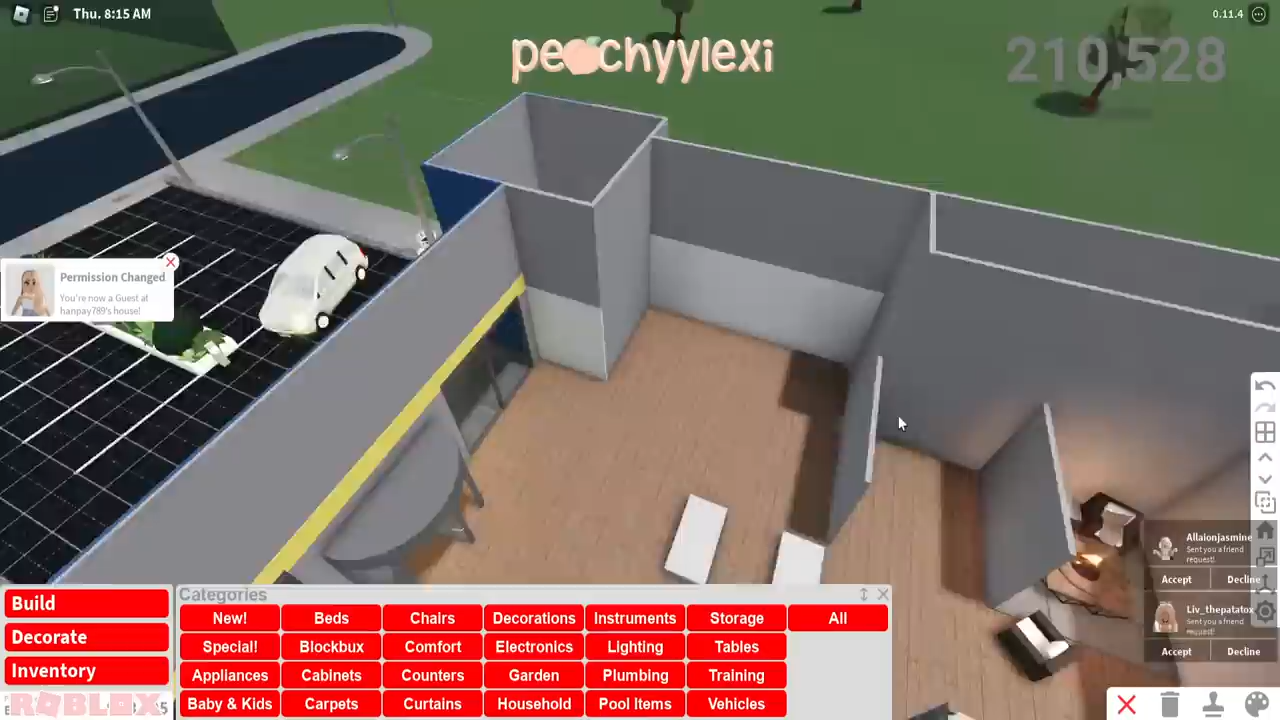 Thu. 8:15 AM
0.11.4
peachyylexi
210,528
Permission Changed
You're now a Guest at
hanpay789's house!
Allaionjasmine
Sent you a friend
request!
Accept Decline
Liv_thepatatox
Sent you a friend
request!
Accept Decline
Build
Decorate
Inventory
ROBLOX
Categories
New! Beds Chairs Decorations Instruments Storage All
Special! Blockbux Comfort Electronics Lighting Tables
Appliances Cabinets Counters Garden Plumbing Training
Baby & Kids Carpets Curtains Household Pool Items Vehicles